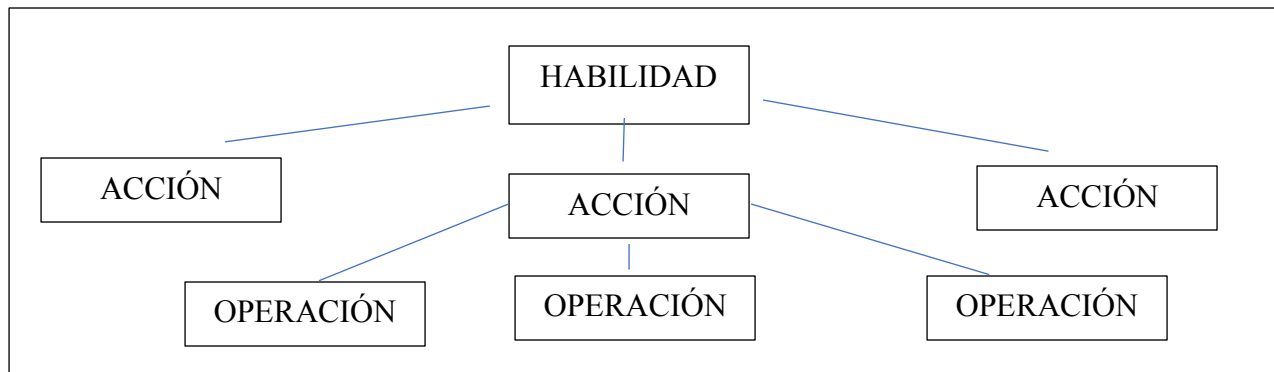 HABILIDAD
ACCIÓN
ACCIÓN
ACCIÓN
OPERACIÓN
OPERACIÓN
OPERACIÓN